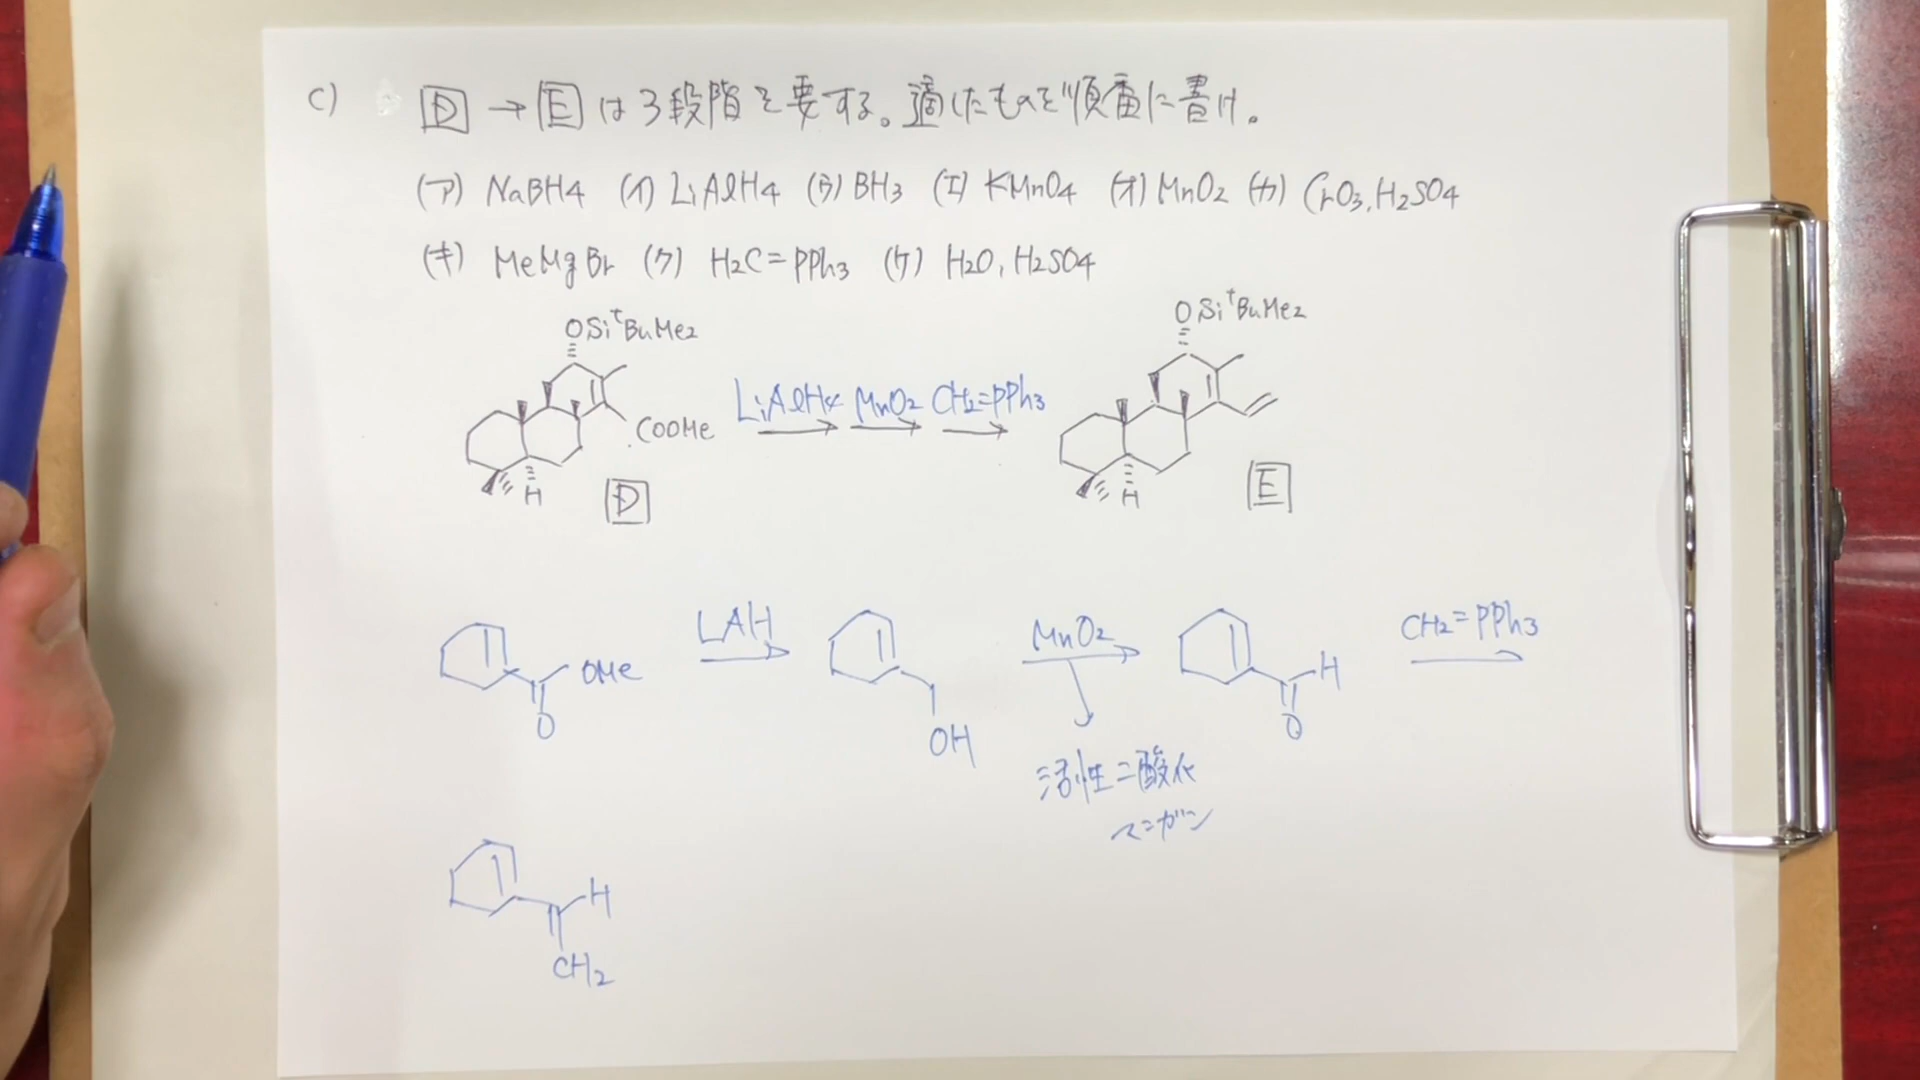 c) D → E は3段階を要する。適したものを順番に書け。
(ア) NaBH4 (イ) LiAlH4 (ウ) BH3 (エ) KMnO4 (オ) MnO2 (カ) CrO3, H2SO4
(キ) MeMgBr (ク) H2C=PPh3 (ケ) H2O, H2SO4
OSiᵗBuMe2
OSiᵗBuMe2
LiAlH4 MnO2 CH2=PPh3
COOMe
H
D
H
E
LAH
MnO2
CH2=PPh3
OMe
O
OH
H
O
活性二酸化
マンガン
H
CH2